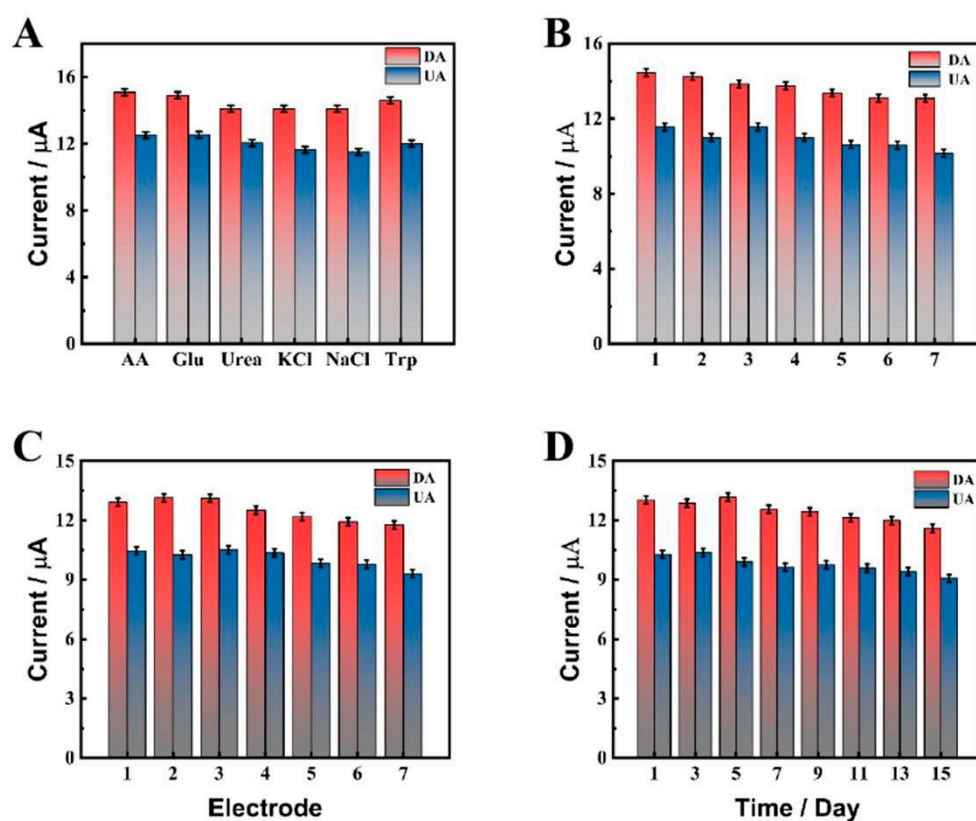 A
DA
UA
16
12
8
4
0
Current / μA
AA Glu Urea KCl NaCl Trp
B
DA
UA
16
12
8
4
0
Current / μA
1 2 3 4 5 6 7
C
DA
UA
15
12
9
6
3
0
Current / μA
1 2 3 4 5 6 7
Electrode
D
DA
UA
15
12
9
6
3
0
Current / μA
1 3 5 7 9 11 13 15
Time / Day